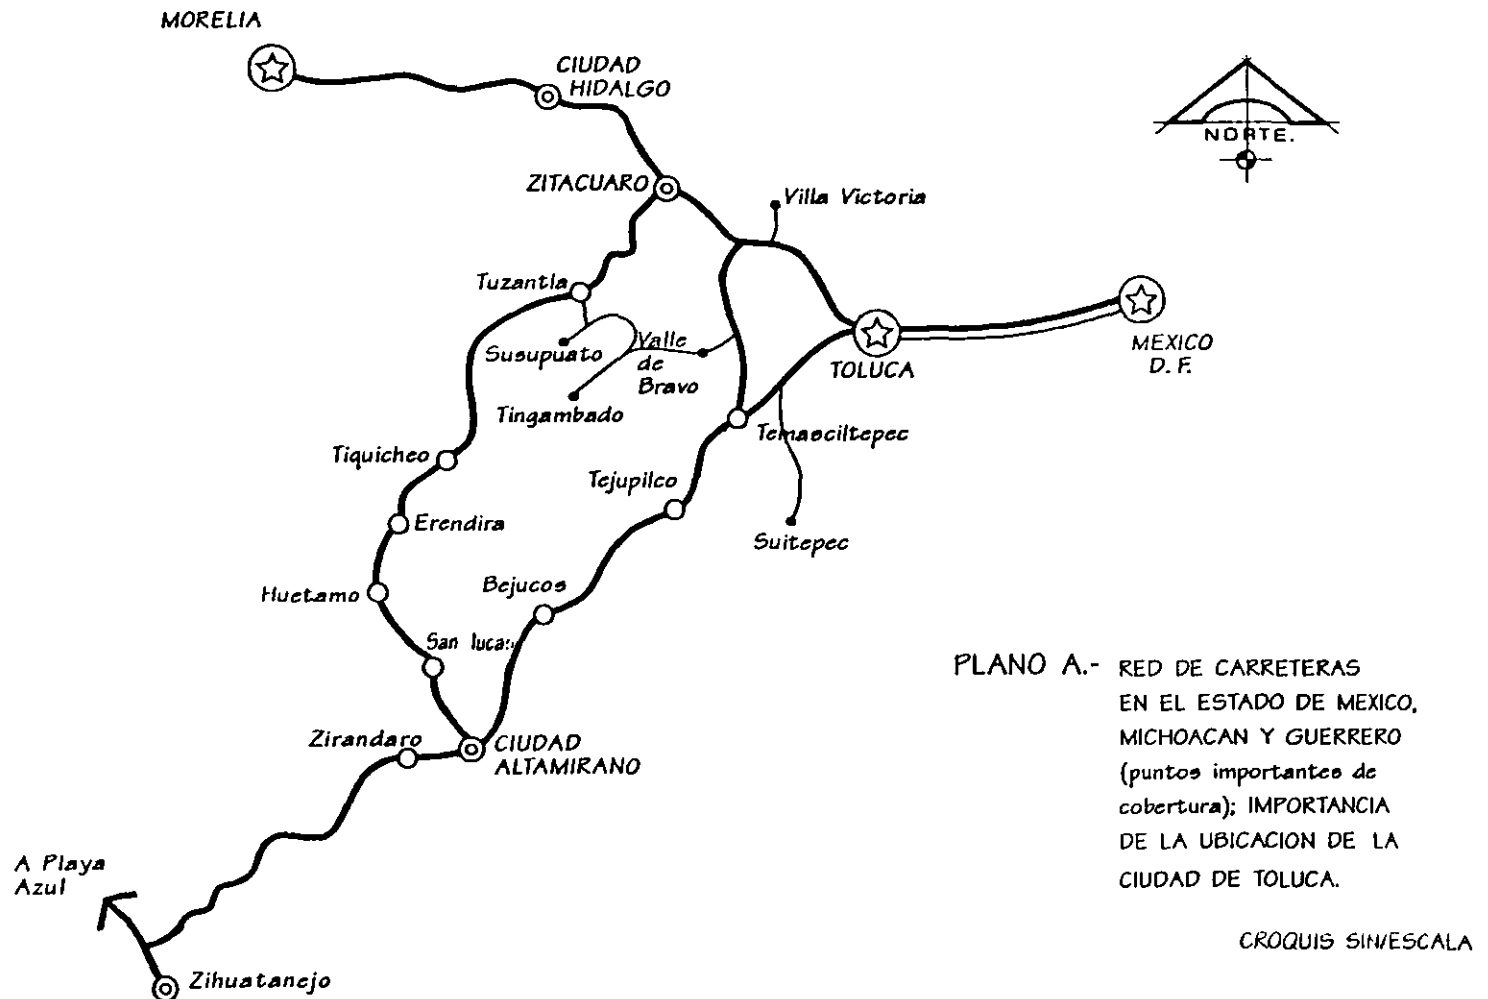 MORELIA
CIUDAD
HIDALGO
NORTE.
ZITACUARO
Villa Victoria
Tuzantla
Susupuato
Valle
de
Bravo
Tingambado
TOLUCA
MEXICO
D. F.
Temasciltepec
Tiquicheo
Tejupilco
Erendira
Suitepec
Huetamo
Bejucos
San lucas
Zirandaro
CIUDAD
ALTAMIRANO
PLANO A.- RED DE CARRETERAS
EN EL ESTADO DE MEXICO,
MICHOACAN Y GUERRERO
(puntos importantes de
cobertura); IMPORTANCIA
DE LA UBICACION DE LA
CIUDAD DE TOLUCA.
A Playa
Azul
CROQUIS SIN/ESCALA
Zihuatanejo